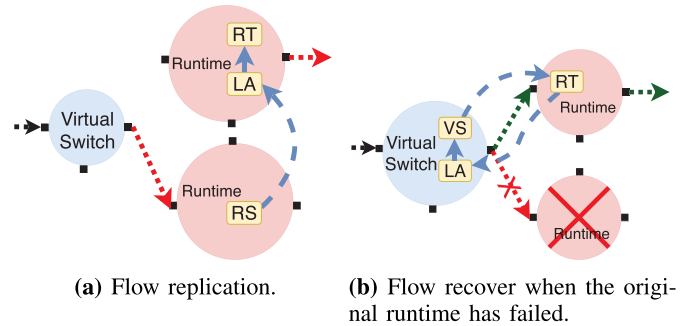 RT
Runtime
LA
Virtual
Switch
Runtime
RS
(a) Flow replication.
RT
Runtime
VS
Virtual
Switch
LA
Runtime
(b) Flow recover when the origi-
nal runtime has failed.